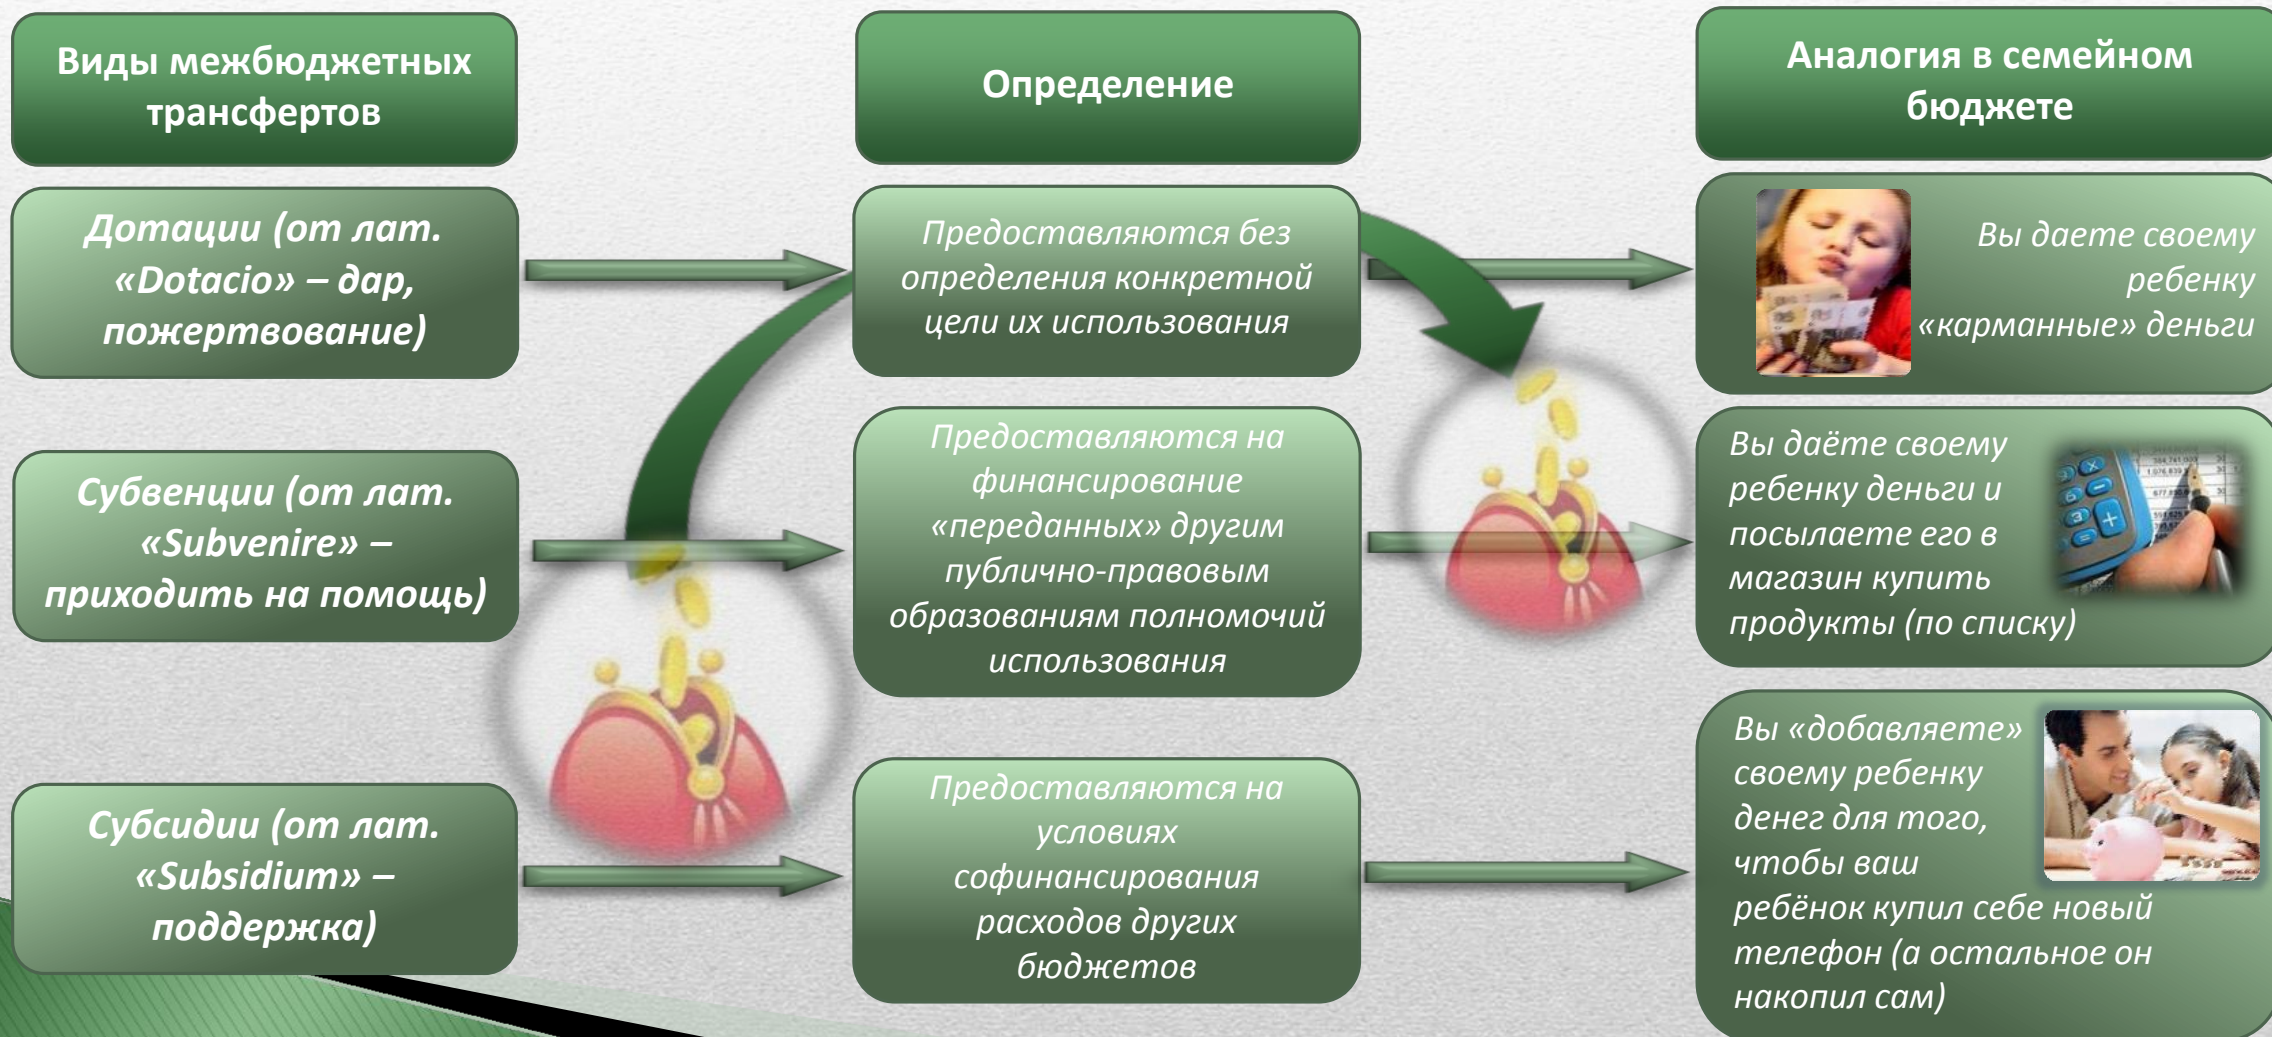 Виды межбюджетных
трансфертов
Определение
Аналогия в семейном
бюджете
Дотации (от лат.
«Dotacio» – дар,
пожертвование)
Предоставляются без
определения конкретной
цели их использования
Вы даете своему
ребенку
«карманные» деньги
Субвенции (от лат.
«Subvenire» –
приходить на помощь)
Предоставляются на
финансирование
«переданных» другим
публично-правовым
образованиям полномочий
использования
Вы даёте своему
ребенку деньги и
посылаете его в
магазин купить
продукты (по списку)
Субсидии (от лат.
«Subsidium» –
поддержка)
Предоставляются на
условиях
софинансирования
расходов других
бюджетов
Вы «добавляете»
своему ребенку
денег для того,
чтобы ваш
ребёнок купил себе новый
телефон (а остальное он
накопил сам)